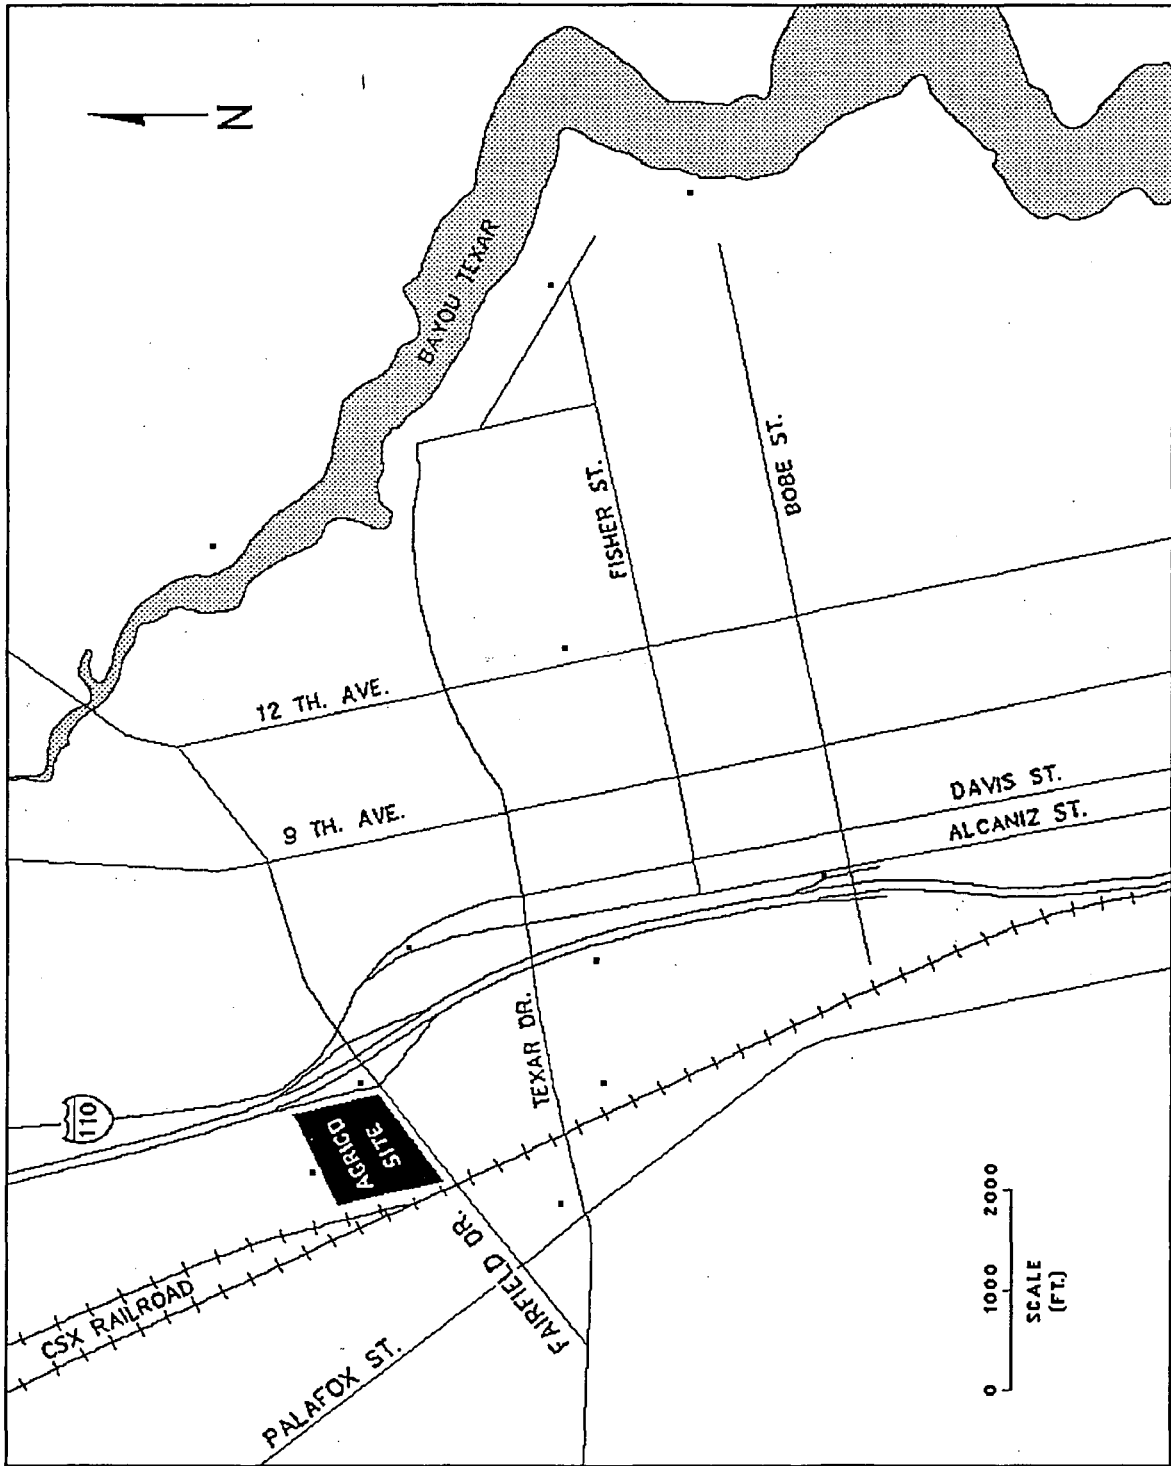 N
BAYOU TEXAR
12 TH. AVE.
9 TH. AVE.
FISHER ST.
BOBE ST.
DAVIS ST.
ALCANIZ ST.
TEXAR DR.
110
AGRICO
SITE
CSX RAILROAD
FAIRFIELD DR.
PALAFOX ST.
0 1000 2000
SCALE
(FT.)